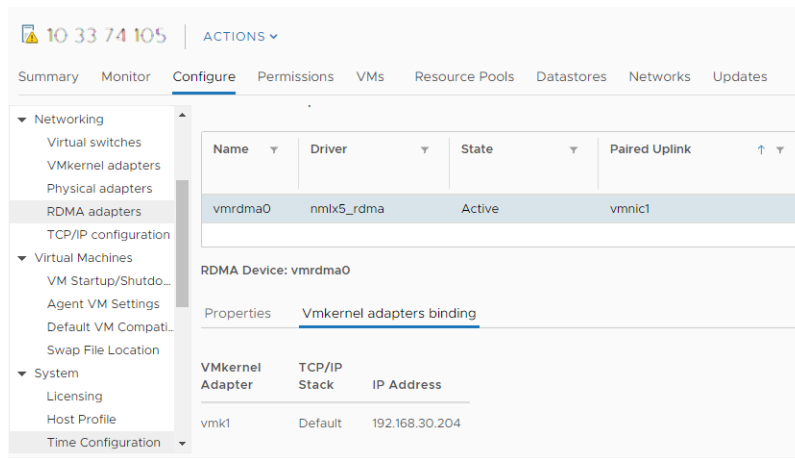 10 33 74 105 ACTIONS
Summary Monitor Configure Permissions VMs Resource Pools Datastores Networks Updates
Networking
Virtual switches
VMkernel adapters
Physical adapters
RDMA adapters
TCP/IP configuration
Virtual Machines
VM Startup/Shutdo...
Agent VM Settings
Default VM Compati...
Swap File Location
System
Licensing
Host Profile
Time Configuration
Name Driver State Paired Uplink
vmrdma0 nmlx5_rdma Active vmnic1
RDMA Device: vmrdma0
Properties Vmkernel adapters binding
VMkernel Adapter TCP/IP Stack IP Address
vmk1 Default 192.168.30.204